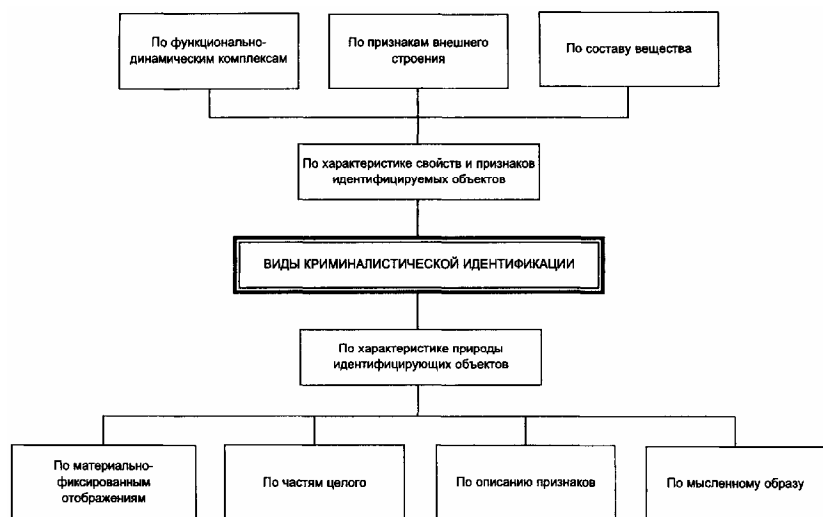 По функционально-
динамическим комплексам
По признакам внешнего
строения
По составу вещества
По характеристике свойств и признаков
идентифицируемых объектов
ВИДЫ КРИМИНАЛИСТИЧЕСКОЙ ИДЕНТИФИКАЦИИ
По характеристике природы
идентифицирующих объектов
По материально-
фиксированным
отображениям
По частям целого
По описанию признаков
По мысленному образу